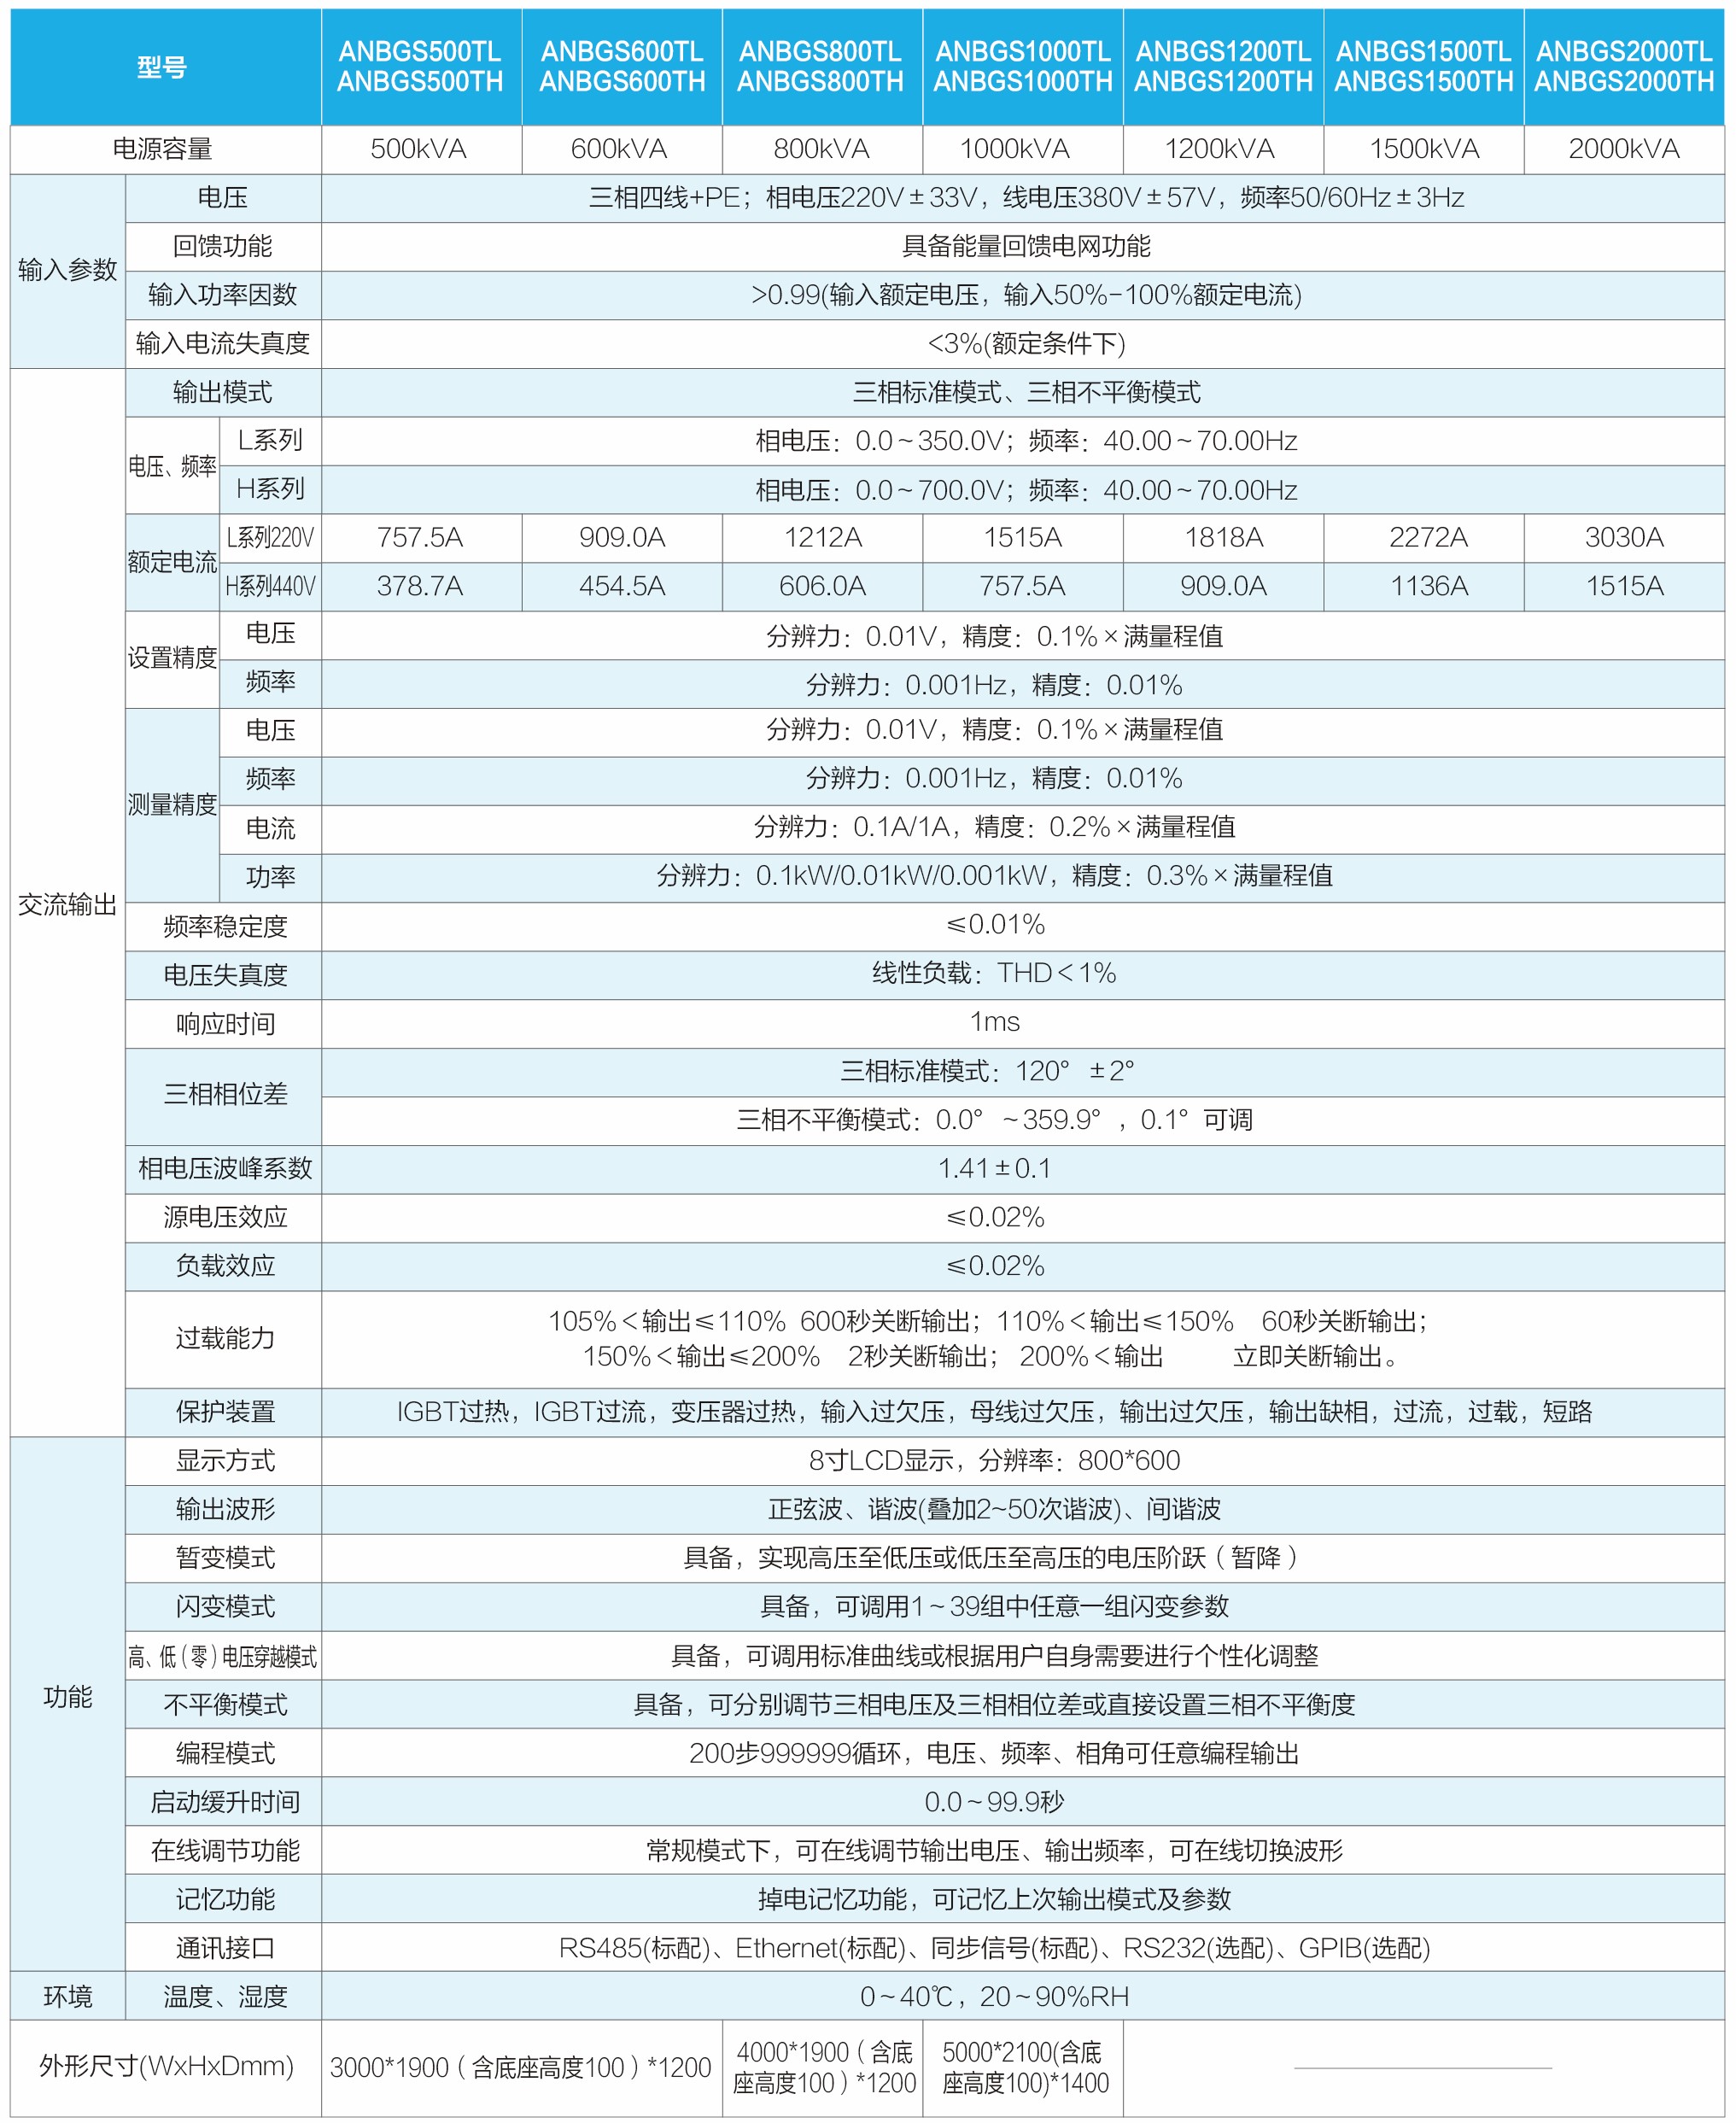 型号
ANBGS500TL
ANBGS500TH
ANBGS600TL
ANBGS600TH
ANBGS800TL
ANBGS800TH
ANBGS1000TL
ANBGS1000TH
ANBGS1200TL
ANBGS1200TH
ANBGS1500TL
ANBGS1500TH
ANBGS2000TL
ANBGS2000TH
电源容量 500kVA 600kVA 800kVA 1000kVA 1200kVA 1500kVA 2000kVA
输入参数
电压 三相四线+PE；相电压220V±33V，线电压380V±57V，频率50/60Hz±3Hz
回馈功能 具备能量回馈电网功能
输入功率因数 >0.99(输入额定电压，输入50%-100%额定电流)
输入电流失真度 <3%(额定条件下)
交流输出
输出模式 三相标准模式、三相不平衡模式
电压、频率
L系列 相电压：0.0～350.0V；频率：40.00～70.00Hz
H系列 相电压：0.0～700.0V；频率：40.00～70.00Hz
额定电流
L系列220V 757.5A 909.0A 1212A 1515A 1818A 2272A 3030A
H系列440V 378.7A 454.5A 606.0A 757.5A 909.0A 1136A 1515A
设置精度
电压 分辨力：0.01V，精度：0.1%×满量程值
频率 分辨力：0.001Hz，精度：0.01%
测量精度
电压 分辨力：0.01V，精度：0.1%×满量程值
频率 分辨力：0.001Hz，精度：0.01%
电流 分辨力：0.1A/1A，精度：0.2%×满量程值
功率 分辨力：0.1kW/0.01kW/0.001kW，精度：0.3%×满量程值
频率稳定度 ≤0.01%
电压失真度 线性负载：THD＜1%
响应时间 1ms
三相相位差
三相标准模式：120° ±2°
三相不平衡模式：0.0° ～359.9° ，0.1° 可调
相电压波峰系数 1.41±0.1
源电压效应 ≤0.02%
负载效应 ≤0.02%
过载能力
105%＜输出≤110% 600秒关断输出；110%＜输出≤150% 60秒关断输出；
150%＜输出≤200% 2秒关断输出； 200%＜输出 立即关断输出。
保护装置 IGBT过热，IGBT过流，变压器过热，输入过欠压，母线过欠压，输出过欠压，输出缺相，过流，过载，短路
功能
显示方式 8寸LCD显示，分辨率：800*600
输出波形 正弦波、谐波(叠加2~50次谐波)、间谐波
暂变模式 具备，实现高压至低压或低压至高压的电压阶跃（暂降）
闪变模式 具备，可调用1～39组中任意一组闪变参数
高、低（零）电压穿越模式 具备，可调用标准曲线或根据用户自身需要进行个性化调整
不平衡模式 具备，可分别调节三相电压及三相相位差或直接设置三相不平衡度
编程模式 200步999999循环，电压、频率、相角可任意编程输出
启动缓升时间 0.0～99.9秒
在线调节功能 常规模式下，可在线调节输出电压、输出频率，可在线切换波形
记忆功能 掉电记忆功能，可记忆上次输出模式及参数
通讯接口 RS485(标配)、Ethernet(标配)、同步信号(标配)、RS232(选配)、GPIB(选配)
环境 温度、湿度 0～40℃，20～90%RH
外形尺寸(WxHxDmm) 3000*1900（含底座高度100）*1200
4000*1900（含底
座高度100）*1200
5000*2100(含底
座高度100)*1400